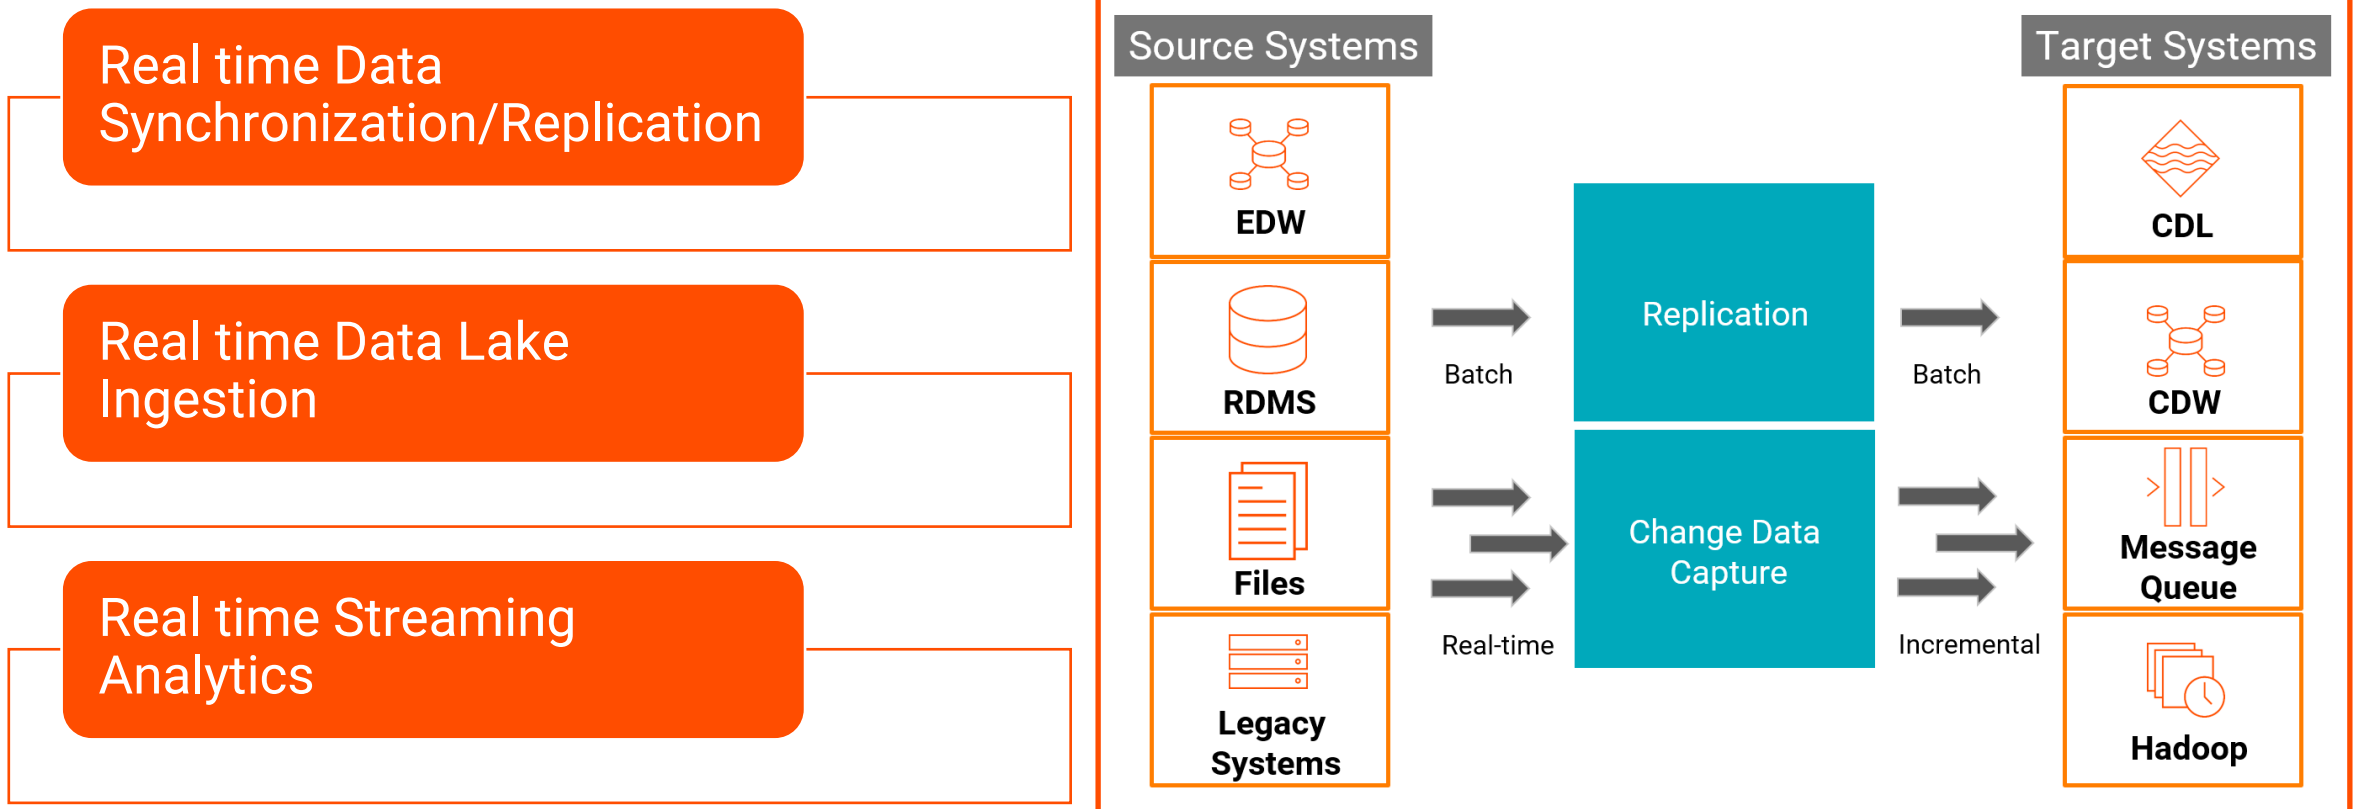 Real time Data
Synchronization/Replication
Real time Data Lake
Ingestion
Real time Streaming
Analytics
Source Systems
EDW
RDMS
Files
Legacy
Systems
Batch
Real-time
Replication
Change Data
Capture
Batch
Incremental
Target Systems
CDL
CDW
Message
Queue
Hadoop